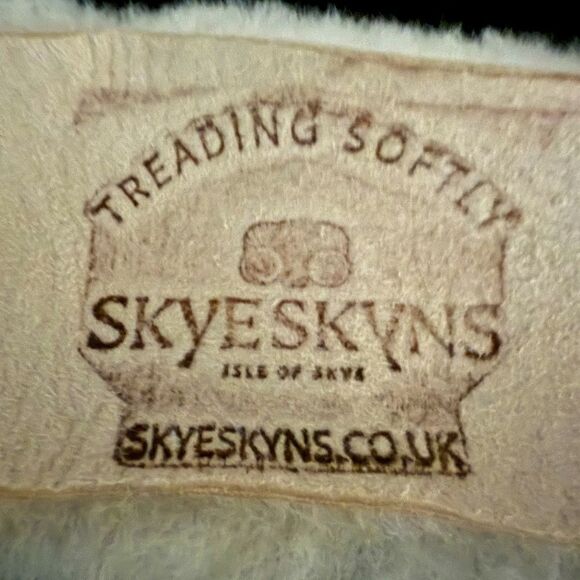 TREADING SOFTLY
SKYESKYNS
ISLE OF SKYE
SKYESKYNS.CO.UK